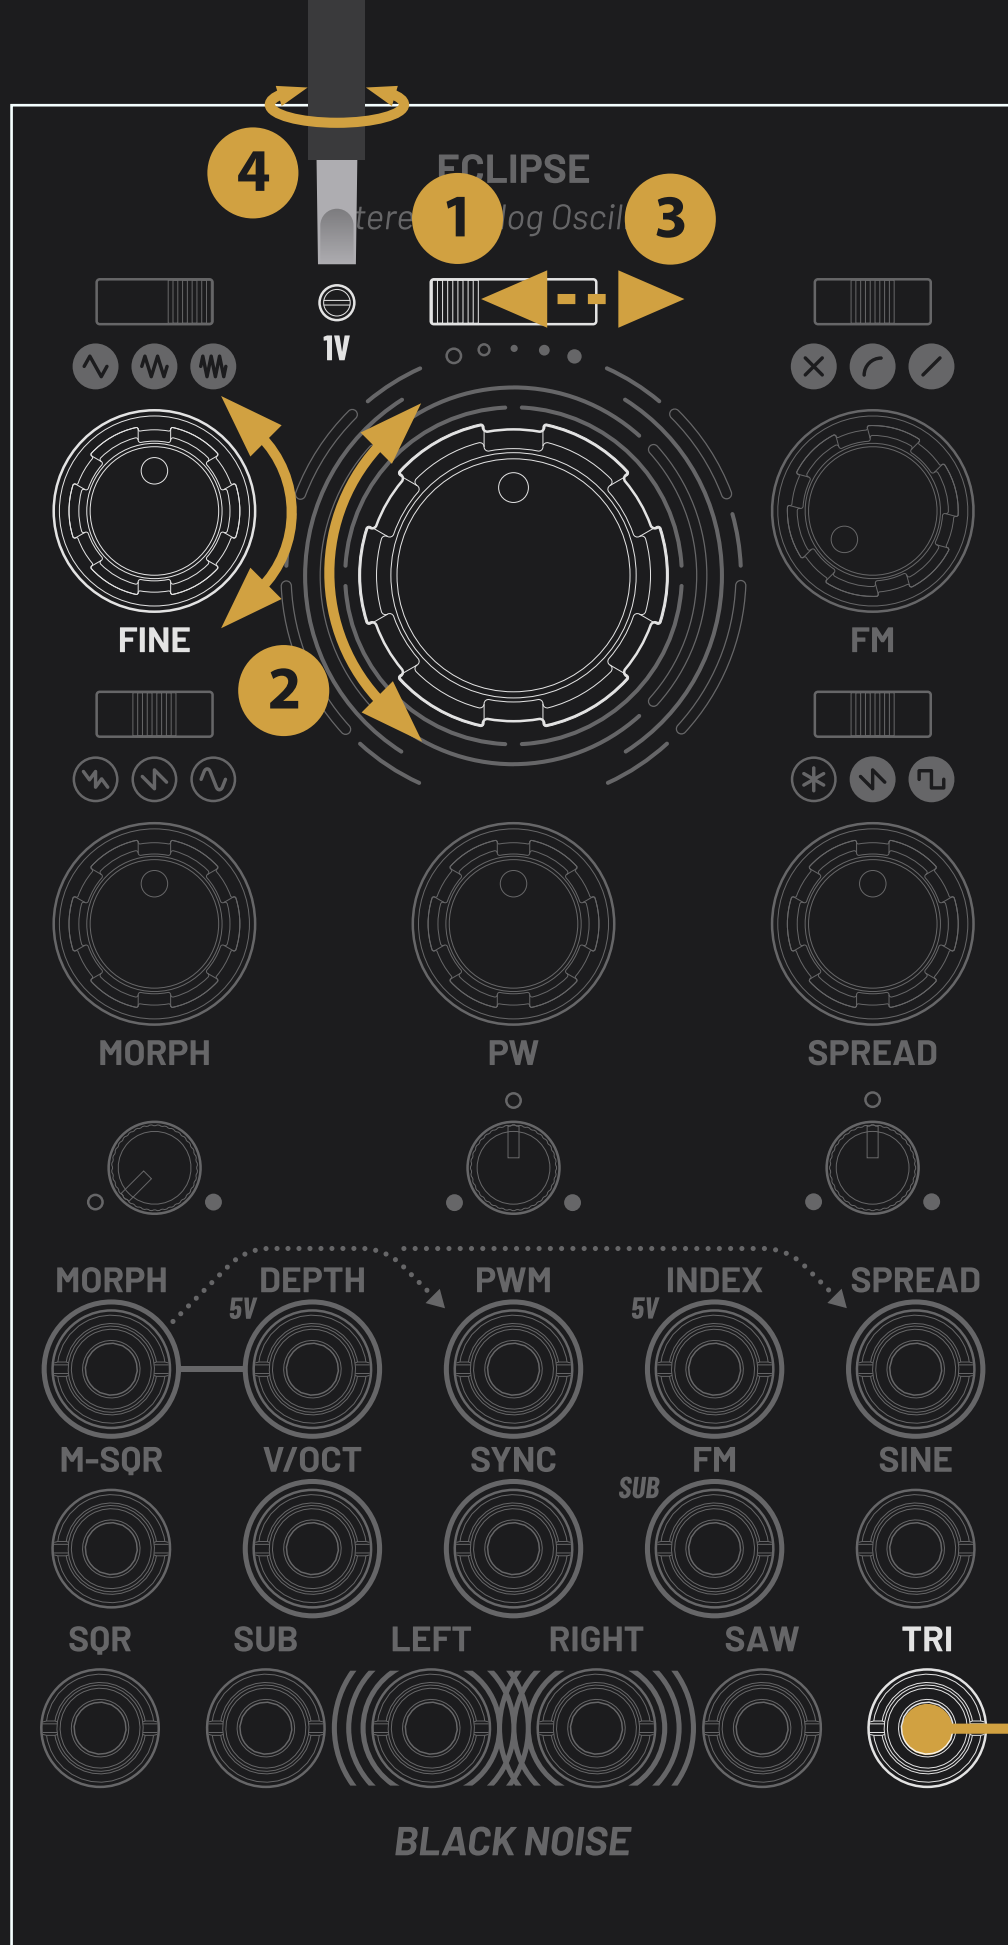 4
ECLIPSE
1
3
1V
FINE
FM
2
MORPH
PW
SPREAD
MORPH
DEPTH
PWM
INDEX
SPREAD
5V
5V
M-SQR
V/OCT
SYNC
FM
SINE
SUB
SQR
SUB
LEFT
RIGHT
SAW
TRI
BLACK NOISE